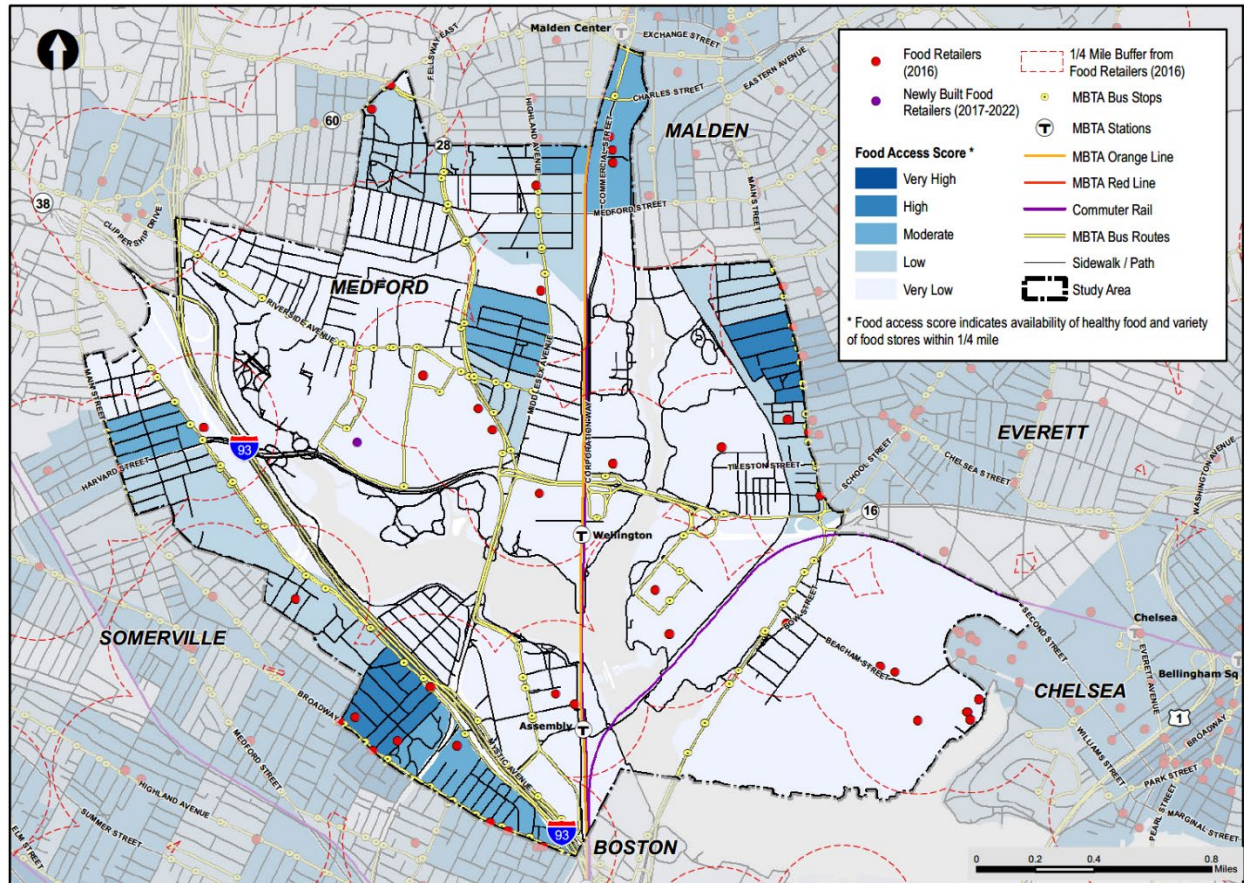 Malden Center
T
EXCHANGE STREET
EASTERN AVENUE
FELLSWAY EAST
CHARLES STREET
60
HIGHLAND AVENUE
28
COMMERCIAL STREET
MALDEN
MAIN STREET
MEDFORD STREET
38
CLIPPER SHIP DRIVE
MEDFORD
RIVERSIDE AVENUE
MIDDLESEX AVENUE
CORPORATION WAY
MAIN STREET
HARVARD STREET
93
EVERETT
SCHOOL STREET
CHELSEA STREET
TILESTON STREET
WASHINGTON AVENUE
16
T
Wellington
SOMERVILLE
BOW STREET
BEACHAM STREET
SECOND STREET
Chelsea
T
EVERETT AVENUE
Bellingham Sq
T
CHELSEA
1
BROADWAY
WILLIAMS STREET
PARK STREET
PEARL STREET
MARGINAL STREET
BROADWAY
MEDFORD STREET
HIGHLAND AVENUE
SUMMER STREET
ELM STREET
Assembly
T
MYSTIC AVENUE
93
BOSTON
Food Retailers
(2016)
Newly Built Food
Retailers (2017-2022)
Food Access Score *
Very High
High
Moderate
Low
Very Low
1/4 Mile Buffer from
Food Retailers (2016)
MBTA Bus Stops
T
MBTA Stations
MBTA Orange Line
MBTA Red Line
Commuter Rail
MBTA Bus Routes
Sidewalk / Path
Study Area
* Food access score indicates availability of healthy food and variety
of food stores within 1/4 mile
0 0.2 0.4 0.8
Miles